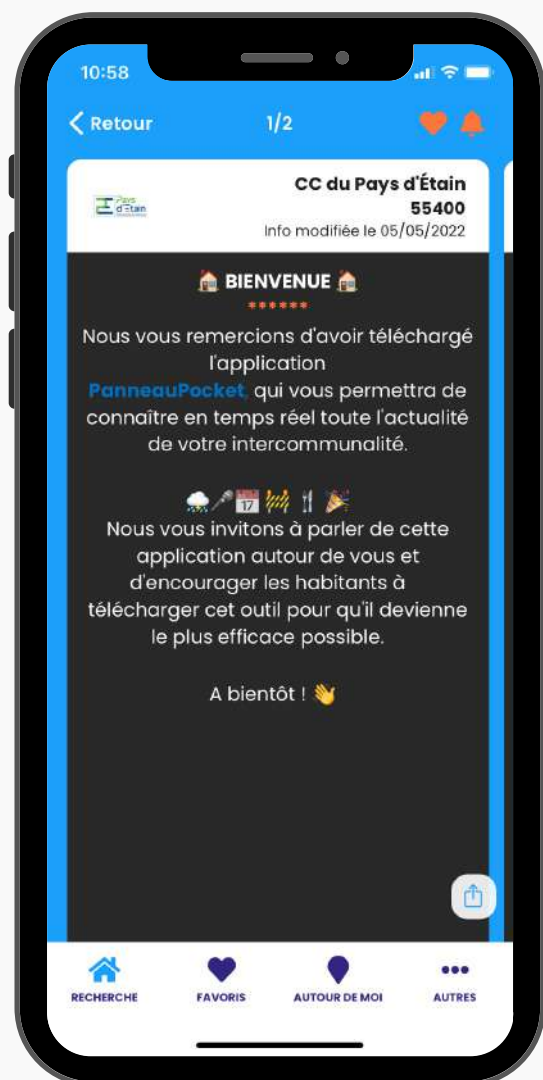 10:58
Retour
1/2
Pays
d'Étain
CC du Pays d'Étain
55400
Info modifiée le 05/05/2022
🏠 BIENVENUE 🏠
******
Nous vous remercions d'avoir téléchargé
l'application
PanneauPocket, qui vous permettra de
connaître en temps réel toute l'actualité
de votre intercommunalité.
🌧️🎤📅🚧🍴🎉
Nous vous invitons à parler de cette
application autour de vous et
d'encourager les habitants à
télécharger cet outil pour qu'il devienne
le plus efficace possible.
A bientôt ! 👋
RECHERCHE
FAVORIS
AUTOUR DE MOI
AUTRES